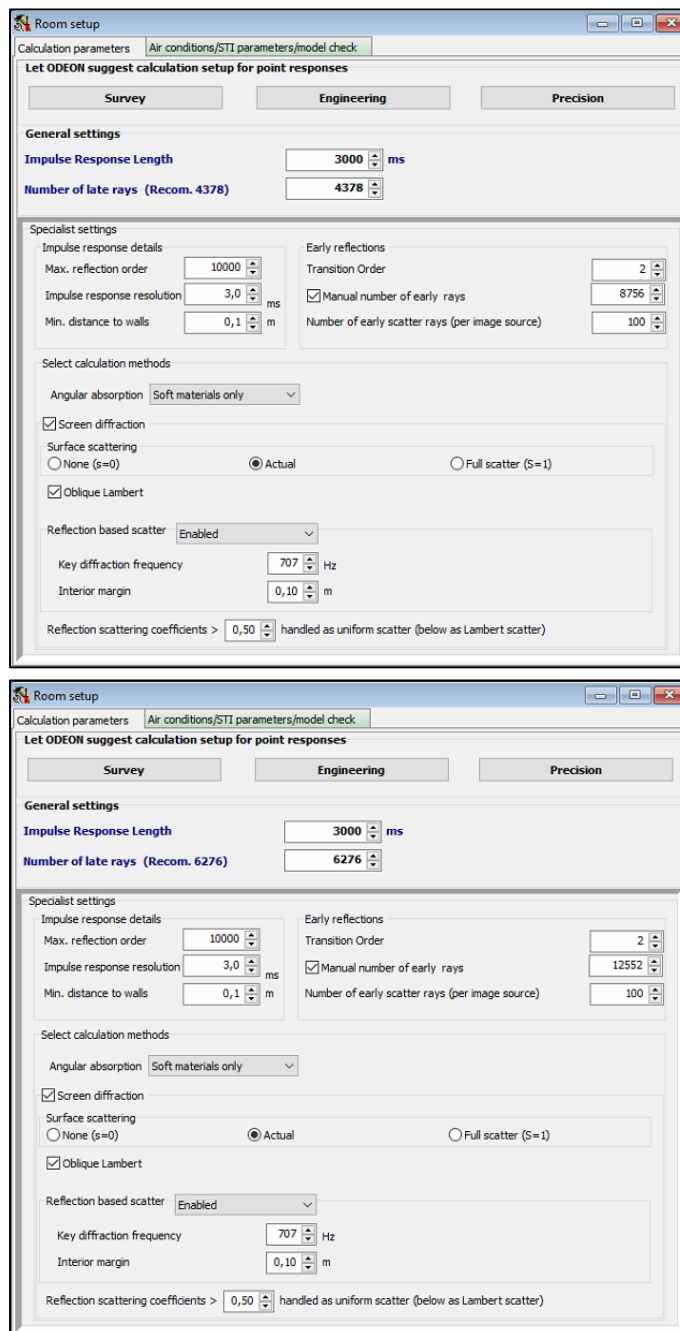 Room setup
Calculation parameters Air conditions/STI parameters/model check
Let ODEON suggest calculation setup for point responses
Survey Engineering Precision
General settings
Impulse Response Length 3000 ms
Number of late rays (Recom. 4378) 4378
Specialist settings
Impulse response details Early reflections
Max. reflection order 10000 Transition Order 2
Impulse response resolution 3,0 ms Manual number of early rays 8756
Min. distance to walls 0,1 m Number of early scatter rays (per image source) 100
Select calculation methods
Angular absorption Soft materials only
Screen diffraction
Surface scattering
None (s=0) Actual Full scatter (S=1)
Oblique Lambert
Reflection based scatter Enabled
Key diffraction frequency 707 Hz
Interior margin 0,10 m
Reflection scattering coefficients > 0,50 handled as uniform scatter (below as Lambert scatter)
Room setup
Calculation parameters Air conditions/STI parameters/model check
Let ODEON suggest calculation setup for point responses
Survey Engineering Precision
General settings
Impulse Response Length 3000 ms
Number of late rays (Recom. 6276) 6276
Specialist settings
Impulse response details Early reflections
Max. reflection order 10000 Transition Order 2
Impulse response resolution 3,0 ms Manual number of early rays 12552
Min. distance to walls 0,1 m Number of early scatter rays (per image source) 100
Select calculation methods
Angular absorption Soft materials only
Screen diffraction
Surface scattering
None (s=0) Actual Full scatter (S=1)
Oblique Lambert
Reflection based scatter Enabled
Key diffraction frequency 707 Hz
Interior margin 0,10 m
Reflection scattering coefficients > 0,50 handled as uniform scatter (below as Lambert scatter)